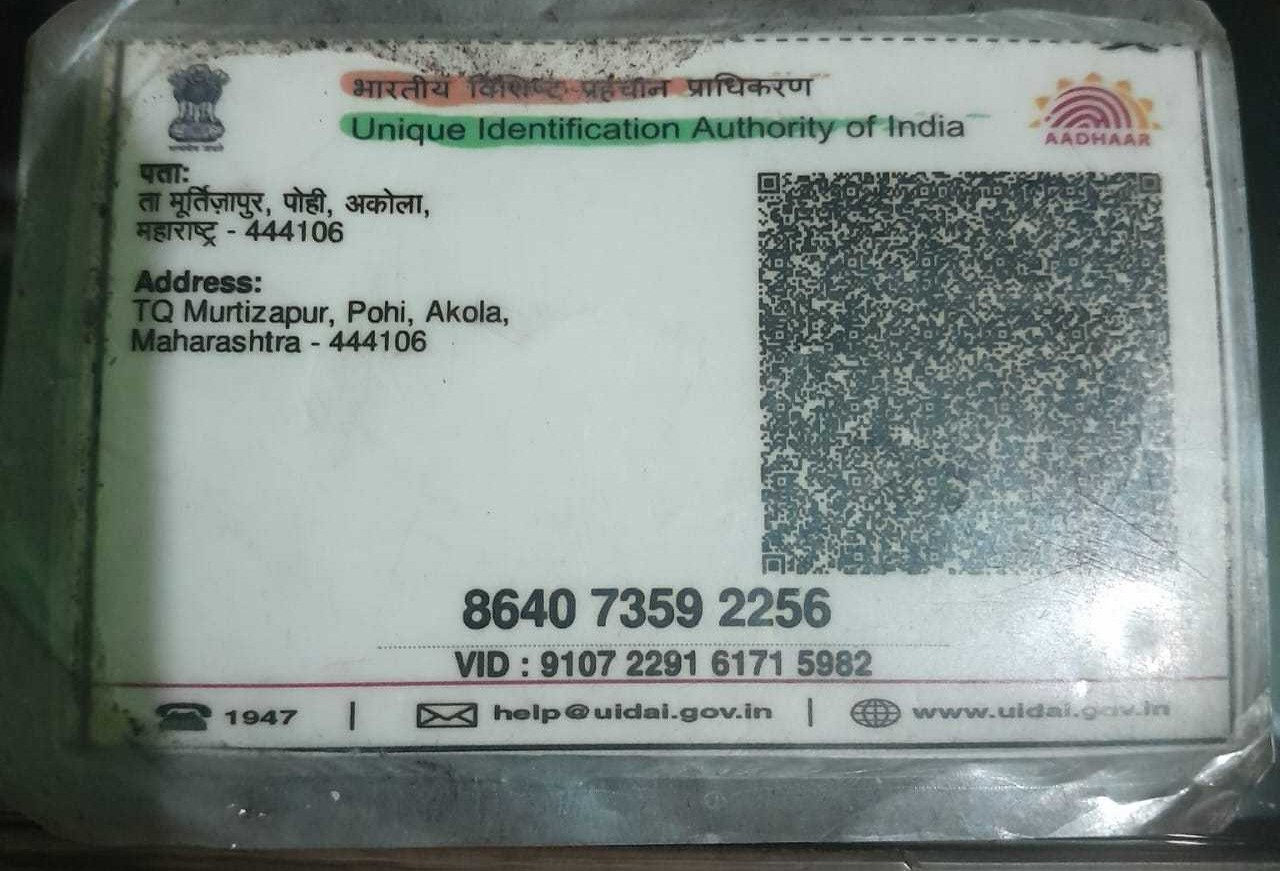 भारतीय विशिष्ट पहचान प्राधिकरण
Unique Identification Authority of India
AADHAAR
पता:
ता मूर्तिज़ापुर, पोही, अकोला,
महाराष्ट्र - 444106
Address:
TQ Murtizapur, Pohi, Akola,
Maharashtra - 444106
8640 7359 2256
VID : 9107 2291 6171 5982
1947 | help@uidai.gov.in | www.uidai.gov.in